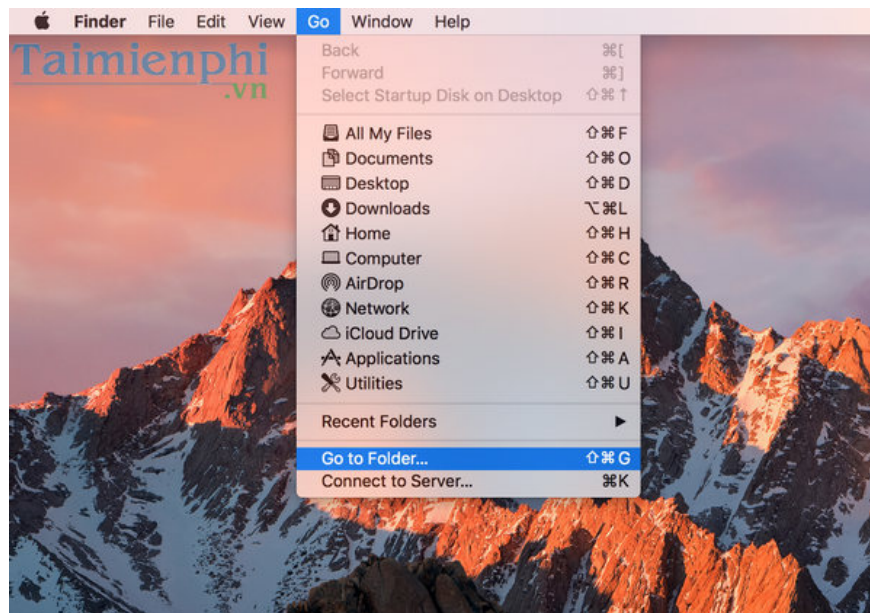 Finder File Edit View Go Window Help
Taimienphi
.vn
Back ⌘[
Forward ⌘]
Select Startup Disk on Desktop ⇧⌘↑
All My Files ⇧⌘F
Documents ⇧⌘O
Desktop ⇧⌘D
Downloads ⌥⌘L
Home ⇧⌘H
Computer ⇧⌘C
AirDrop ⇧⌘R
Network ⇧⌘K
iCloud Drive ⇧⌘I
Applications ⇧⌘A
Utilities ⇧⌘U
Recent Folders
Go to Folder... ⇧⌘G
Connect to Server... ⌘K